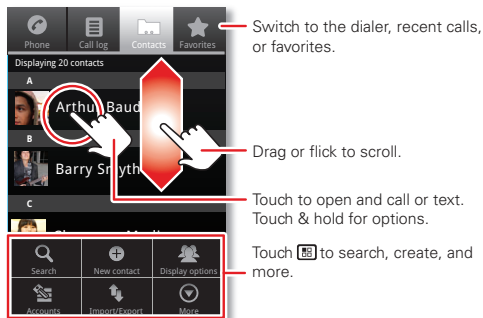 Phone Call log Contacts Favorites
Switch to the dialer, recent calls,
or favorites.
Displaying 20 contacts
A
Arthur Baud
B
Barry Smyth
C
Drag or flick to scroll.
Touch to open and call or text.
Touch & hold for options.
Touch to search, create, and
more.
Search New contact Display options
Accounts Import/Export More